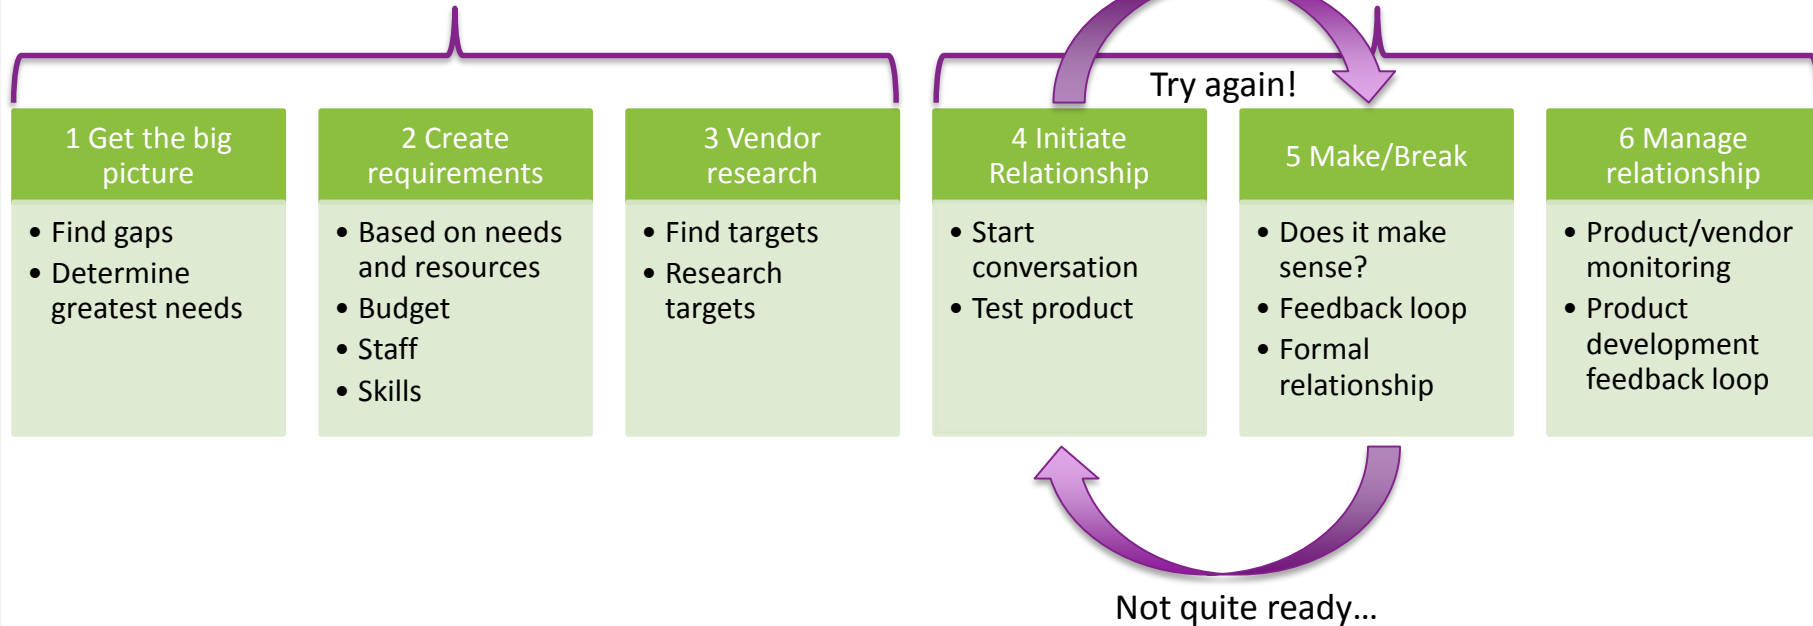 Try again!
1 Get the big
picture
• Find gaps
• Determine
greatest needs
2 Create
requirements
• Based on needs
and resources
• Budget
• Staff
• Skills
3 Vendor
research
• Find targets
• Research
targets
4 Initiate
Relationship
• Start
conversation
• Test product
5 Make/Break
• Does it make
sense?
• Feedback loop
• Formal
relationship
6 Manage
relationship
• Product/vendor
monitoring
• Product
development
feedback loop
Not quite ready…